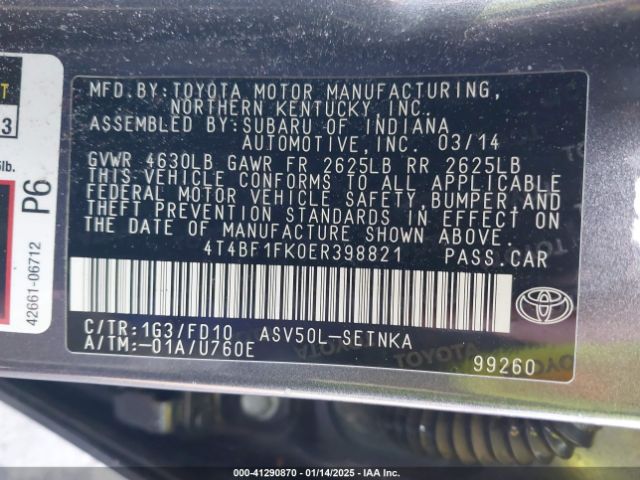 MFD.BY:TOYOTA MOTOR MANUFACTURING,
NORTHERN KENTUCKY, INC.
ASSEMBLED BY:SUBARU OF INDIANA
AUTOMOTIVE,INC. 03/14
GVWR 4630LB GAWR FR 2625LB RR 2625LB
THIS VEHICLE CONFORMS TO ALL APPLICABLE
FEDERAL MOTOR VEHICLE SAFETY,BUMPER,AND
THEFT PREVENTION STANDARDS IN EFFECT ON
THE DATE OF MANUFACTURE SHOWN ABOVE.
4T4BF1FK0ER398821 PASS.CAR
C/TR:1G3/FD10 ASV50L-SETNKA
A/TM:-01A/U760E
99260
T
3
lb.
P6
42661-06712
000-41290870 - 01/14/2025 - IAA, Inc.